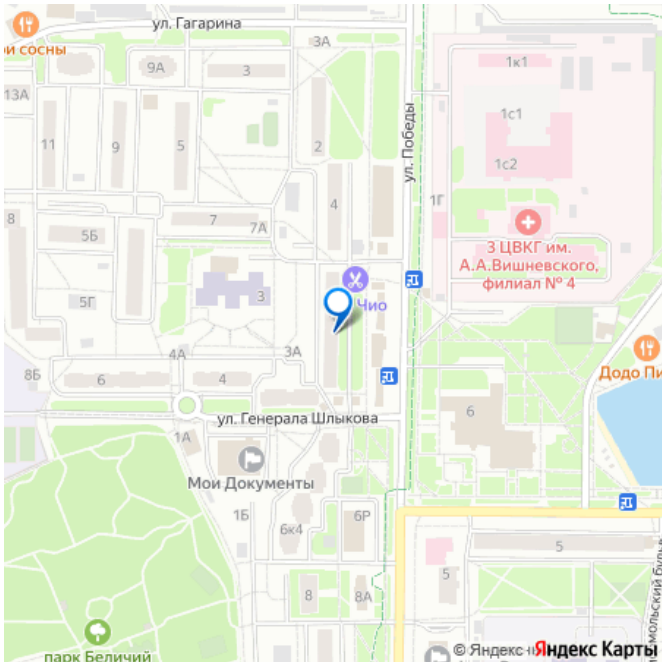 ул. Гагарина
ри сосны
3А
9А
3
1к1
13А
ул. Победы
1с1
11
9
5
2
1с2
4
1Г
8
7
7А
5Б
3 ЦВКГ им.
А.А.Вишневского,
филиал № 4
3
5Г
Чио
3А
4А
8Б
6
4
Додо Пи
6
ул. Генерала Шлыкова
1А
Мои Документы
1Б
6Р
6к4
5
5
8
8А
парк Беличий
© Яндекс
Яндекс Карты